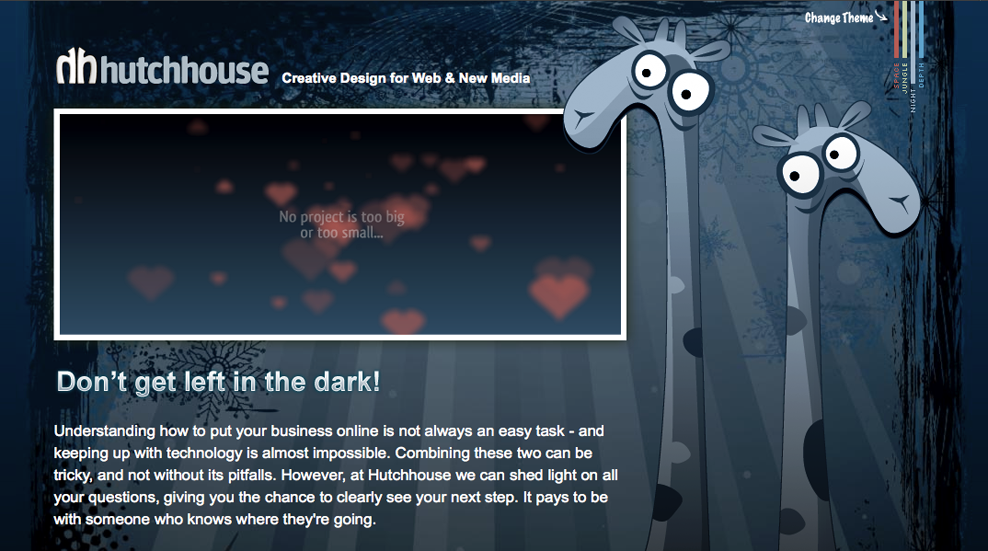 Change Theme
SPACE
JUNGLE
NIGHT
DEPTH
dh hutchhouse Creative Design for Web & New Media
No project is too big
or too small...
Don't get left in the dark!
Understanding how to put your business online is not always an easy task - and
keeping up with technology is almost impossible. Combining these two can be
tricky, and not without its pitfalls. However, at Hutchhouse we can shed light on all
your questions, giving you the chance to clearly see your next step. It pays to be
with someone who knows where they're going.